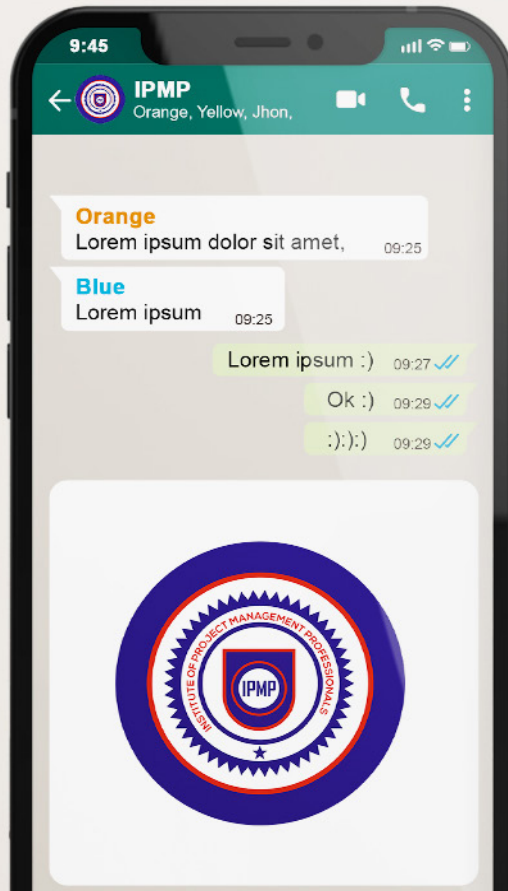 9:45
IPMP
Orange, Yellow, Jhon,
Orange
Lorem ipsum dolor sit amet,
09:25
Blue
Lorem ipsum
09:25
Lorem ipsum :)
09:27
Ok :)
09:29
:):):)
09:29
INSTITUTE OF PROJECT MANAGEMENT PROFESSIONALS
IPMP